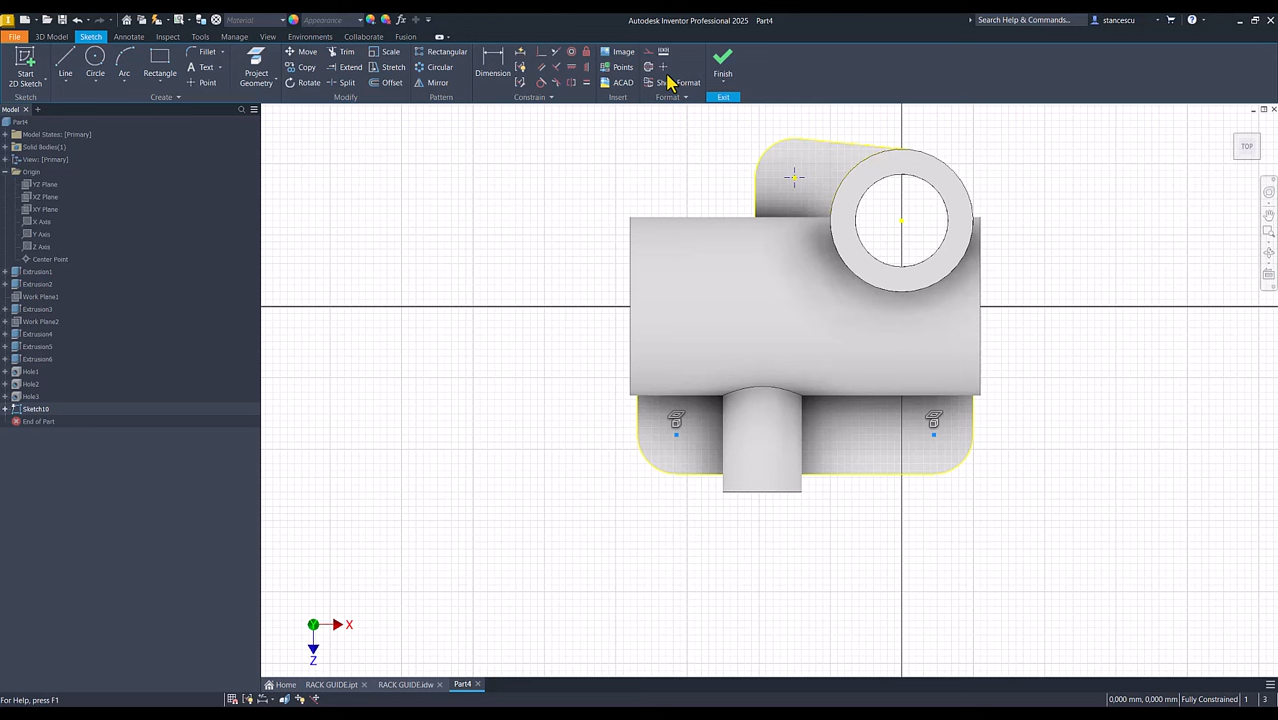 Material
Appearance
fx
Autodesk Inventor Professional 2025 Part4
Search Help & Commands...
stancescu
File 3D Model Sketch Annotate Inspect Tools Manage View Environments Collaborate Fusion
Start
2D Sketch
Line
Circle
Arc
Rectangle
Fillet
Text
Point
Project
Geometry
Move
Copy
Rotate
Trim
Extend
Split
Scale
Stretch
Offset
Rectangular
Circular
Mirror
Dimension
Image
Points
ACAD
Format
Finish
Sketch Create Modify Pattern Constrain Insert Format Exit
Model
Part4
Model States: [Primary]
Solid Bodies(1)
View: [Primary]
Origin
YZ Plane
XZ Plane
XY Plane
X Axis
Y Axis
Z Axis
Center Point
Extrusion1
Extrusion2
Work Plane1
Extrusion3
Work Plane2
Extrusion4
Extrusion5
Extrusion6
Hole1
Hole2
Hole3
Sketch10
End of Part
TOP
X
Y
Z
Home RACK GUIDE.ipt RACK GUIDE.idw Part4
For Help, press F1
0,000 mm, 0,000 mm Fully Constrained 1 3